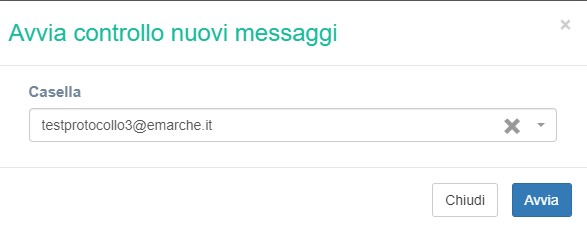 Avvia controllo nuovi messaggi
Casella
testprotocollo3@emarche.it
Chiudi
Avvia